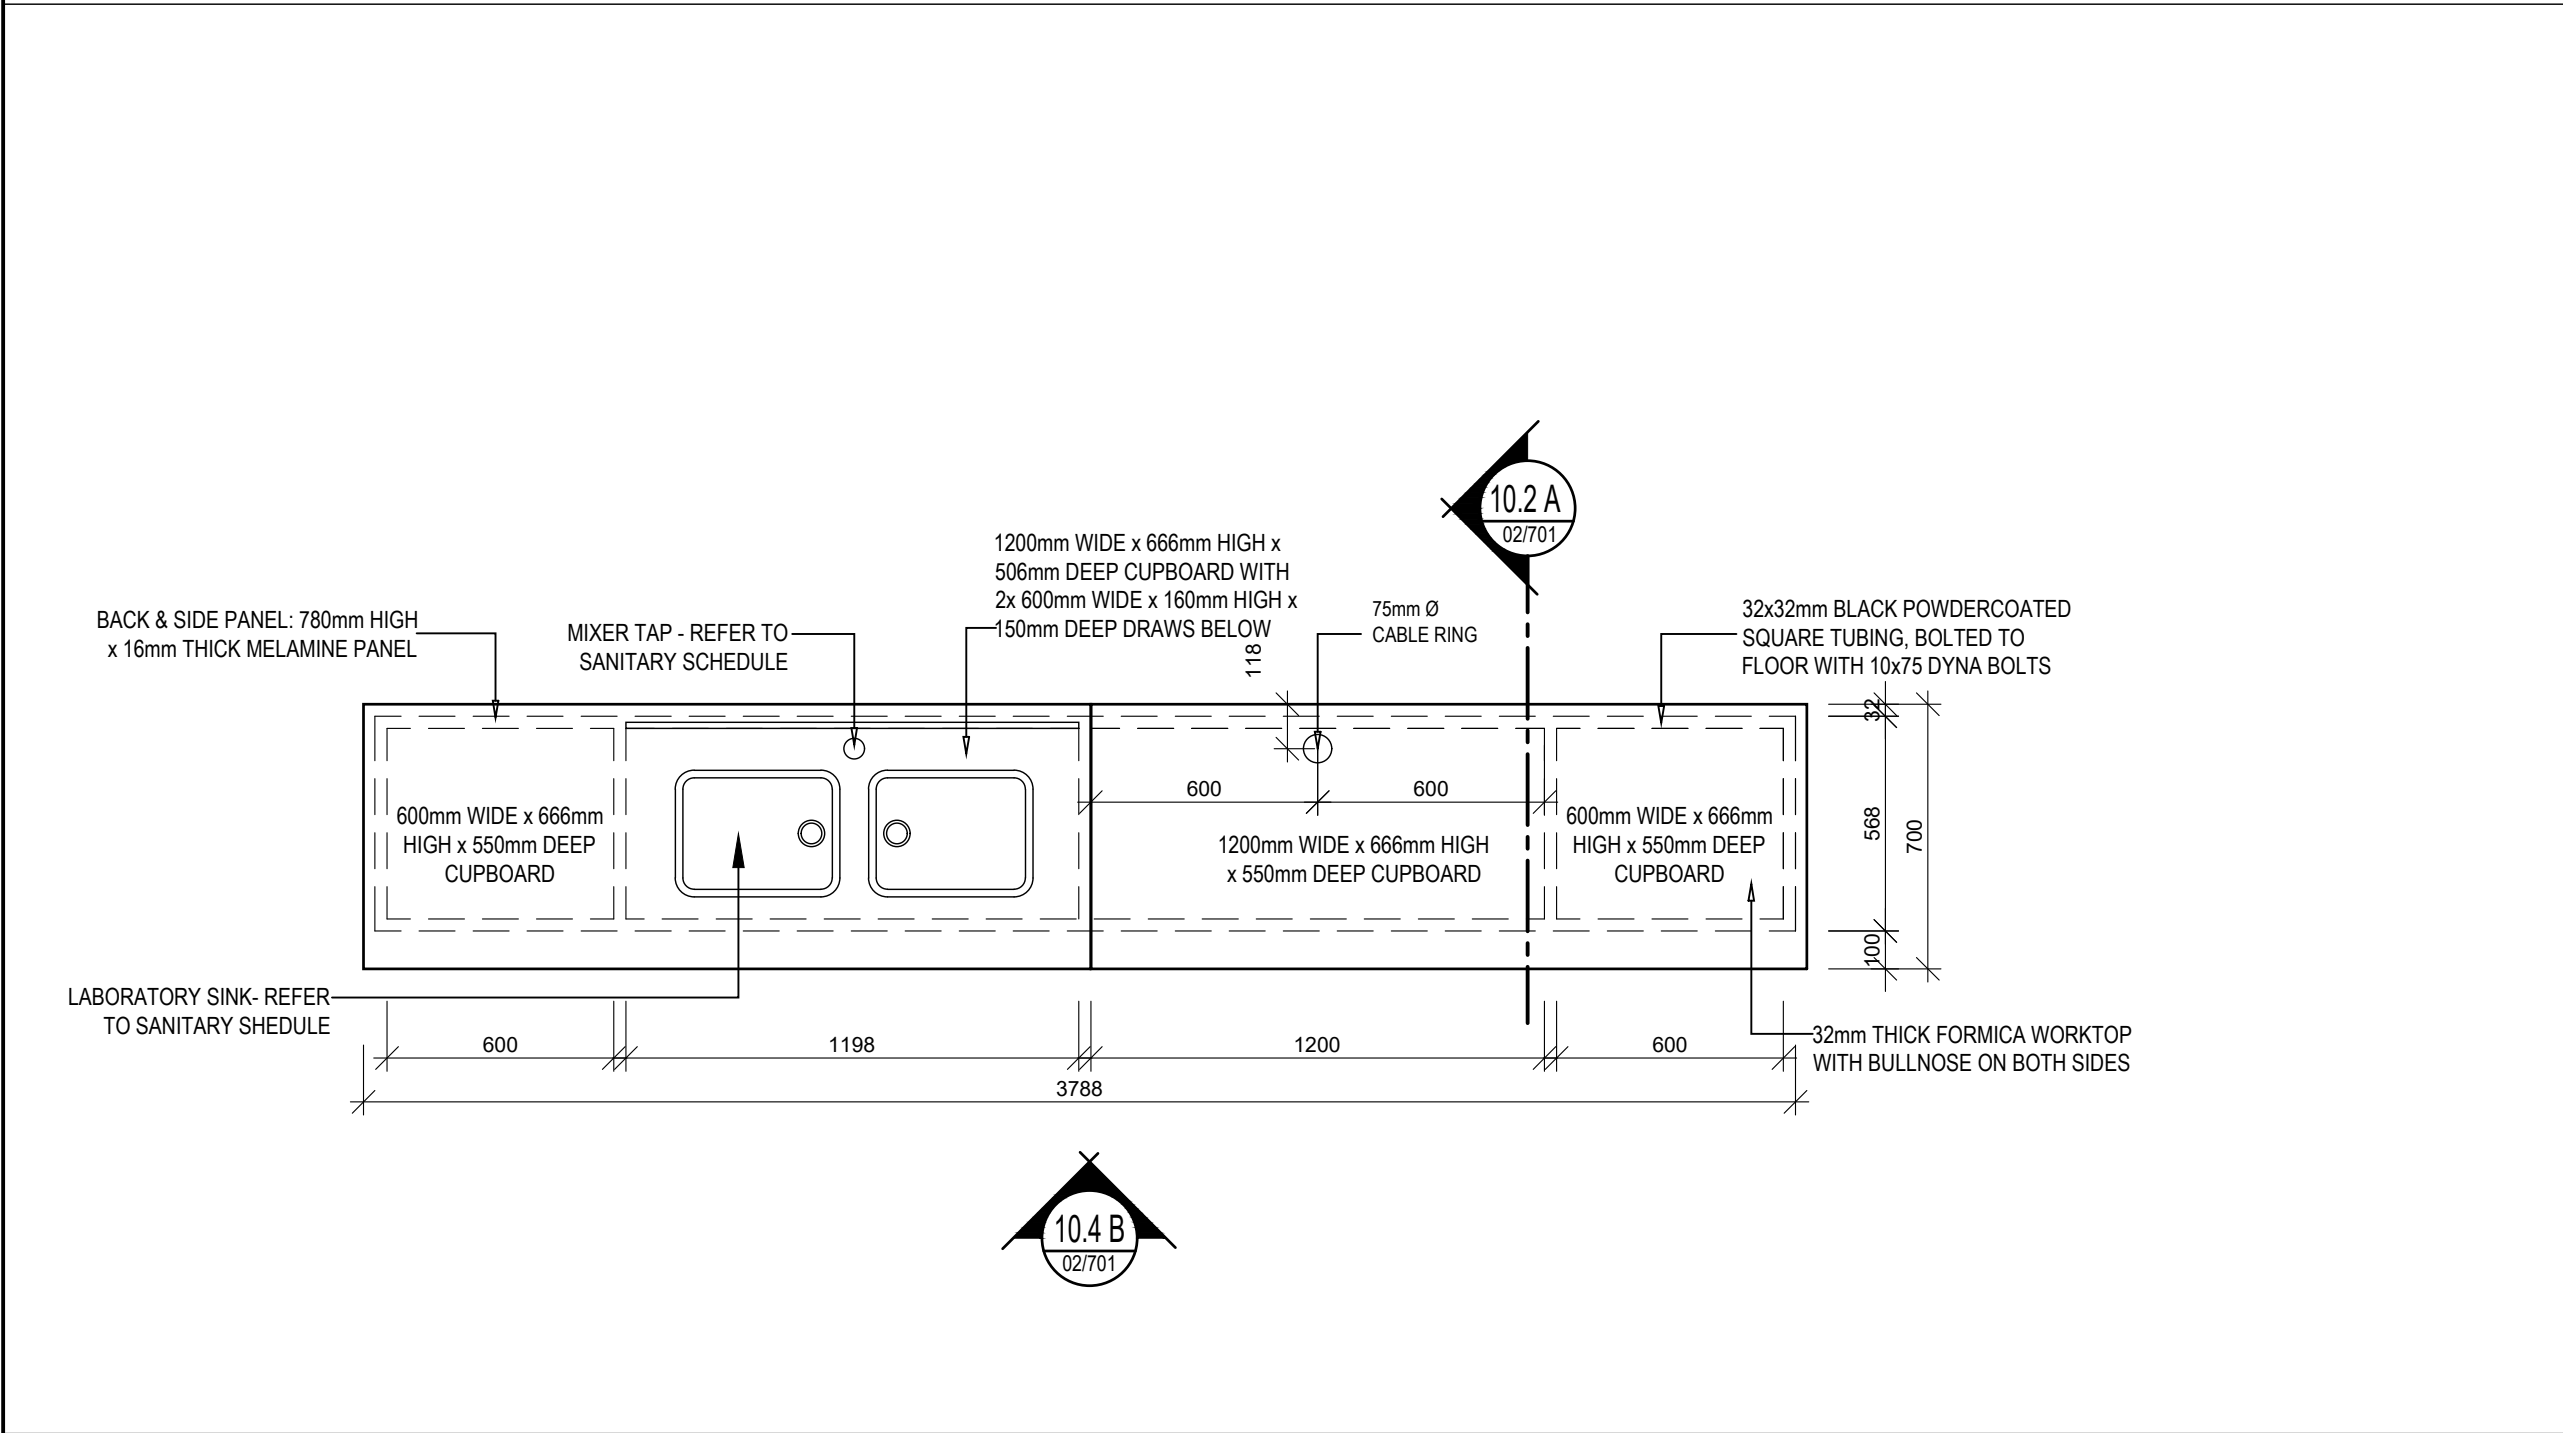 10.2 A
02/701
1200mm WIDE x 666mm HIGH x
506mm DEEP CUPBOARD WITH
2x 600mm WIDE x 160mm HIGH x
150mm DEEP DRAWS BELOW
BACK & SIDE PANEL: 780mm HIGH
x 16mm THICK MELAMINE PANEL
MIXER TAP - REFER TO
SANITARY SCHEDULE
75mm Ø
CABLE RING
118
32x32mm BLACK POWDERCOATED
SQUARE TUBING, BOLTED TO
FLOOR WITH 10x75 DYNA BOLTS
32
568
700
100
600
600
600mm WIDE x 666mm
HIGH x 550mm DEEP
CUPBOARD
1200mm WIDE x 666mm HIGH
x 550mm DEEP CUPBOARD
600mm WIDE x 666mm
HIGH x 550mm DEEP
CUPBOARD
LABORATORY SINK- REFER
TO SANITARY SHEDULE
32mm THICK FORMICA WORKTOP
WITH BULLNOSE ON BOTH SIDES
600
1198
1200
600
3788
10.4 B
02/701